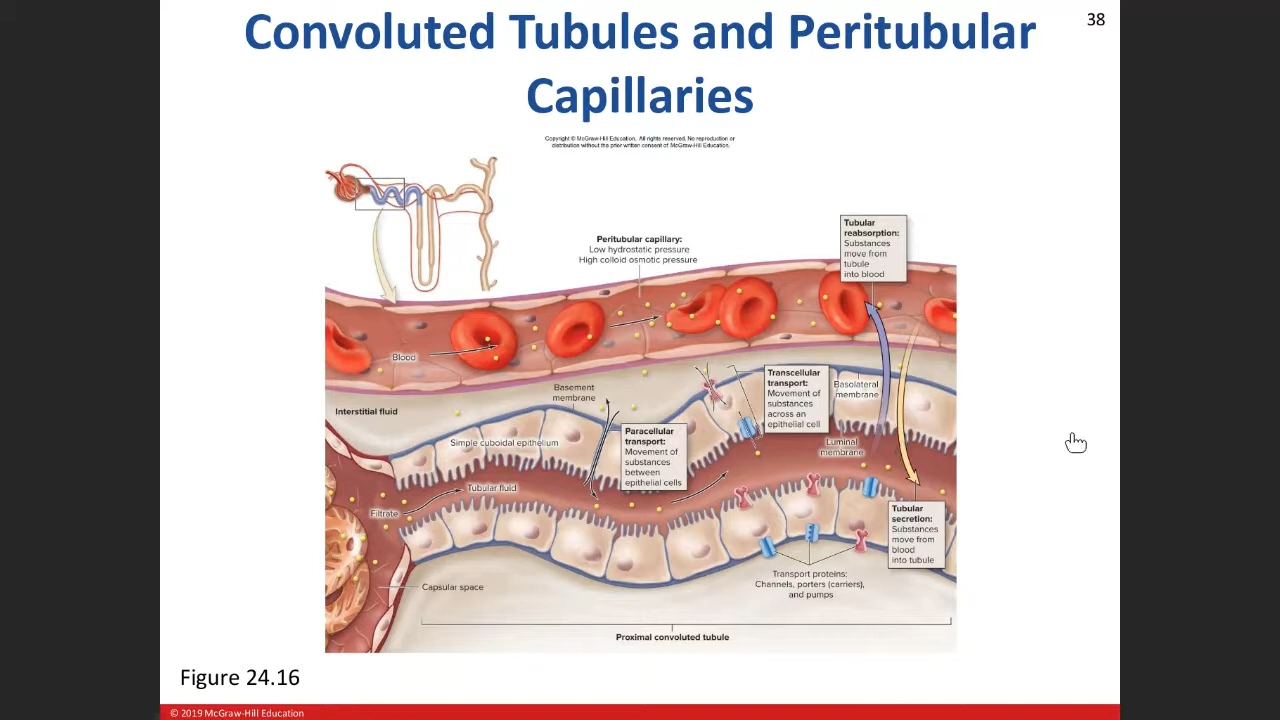 Convoluted Tubules and Peritubular
Capillaries
38
Copyright © McGraw-Hill Education. All rights reserved. No reproduction or
distribution without the prior written consent of McGraw-Hill Education.
Tubular
reabsorption:
Substances
move from
tubule
into blood
Peritubular capillary:
Low hydrostatic pressure
High colloid osmotic pressure
Blood
Interstitial fluid
Basement
membrane
Transcellular
transport:
Movement of
substances
across an
epithelial cell
Basolateral
membrane
Simple cuboidal epithelium
Paracellular
transport:
Movement of
substances
between
epithelial cells
Luminal
membrane
Tubular fluid
Filtrate
Tubular
secretion:
Substances
move from
blood
into tubule
Capsular space
Transport proteins:
Channels, porters (carriers),
and pumps
Proximal convoluted tubule
Figure 24.16
© 2019 McGraw-Hill Education